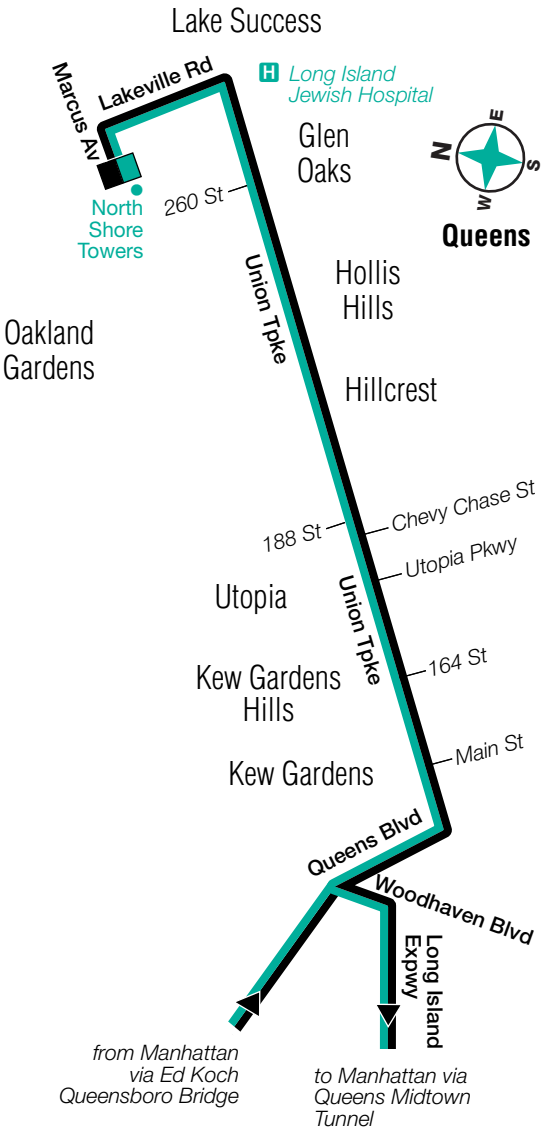 Lake Success
Marcus Av
Lakeville Rd
H Long Island
Jewish Hospital
Glen
Oaks
N
E
S
W
Queens
North
Shore
Towers
260 St
Union Tpke
Hollis
Hills
Oakland
Gardens
Hillcrest
188 St
Chevy Chase St
Utopia Pkwy
Utopia
Union Tpke
164 St
Kew Gardens
Hills
Main St
Kew Gardens
Queens Blvd
Woodhaven Blvd
Long Island
Expwy
from Manhattan
via Ed Koch
Queensboro Bridge
to Manhattan via
Queens Midtown
Tunnel